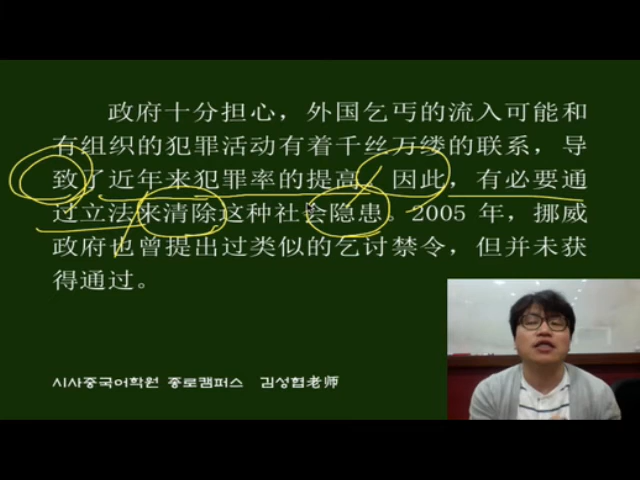 政府十分担心，外国乞丐的流入可能和
有组织的犯罪活动有着千丝万缕的联系，导
致了近年来犯罪率的提高，因此，有必要通
过立法来清除这种社会隐患。2005 年，挪威
政府也曾提出过类似的乞讨禁令，但并未获
得通过。
시사중국어학원 종로캠퍼스 김성협老师